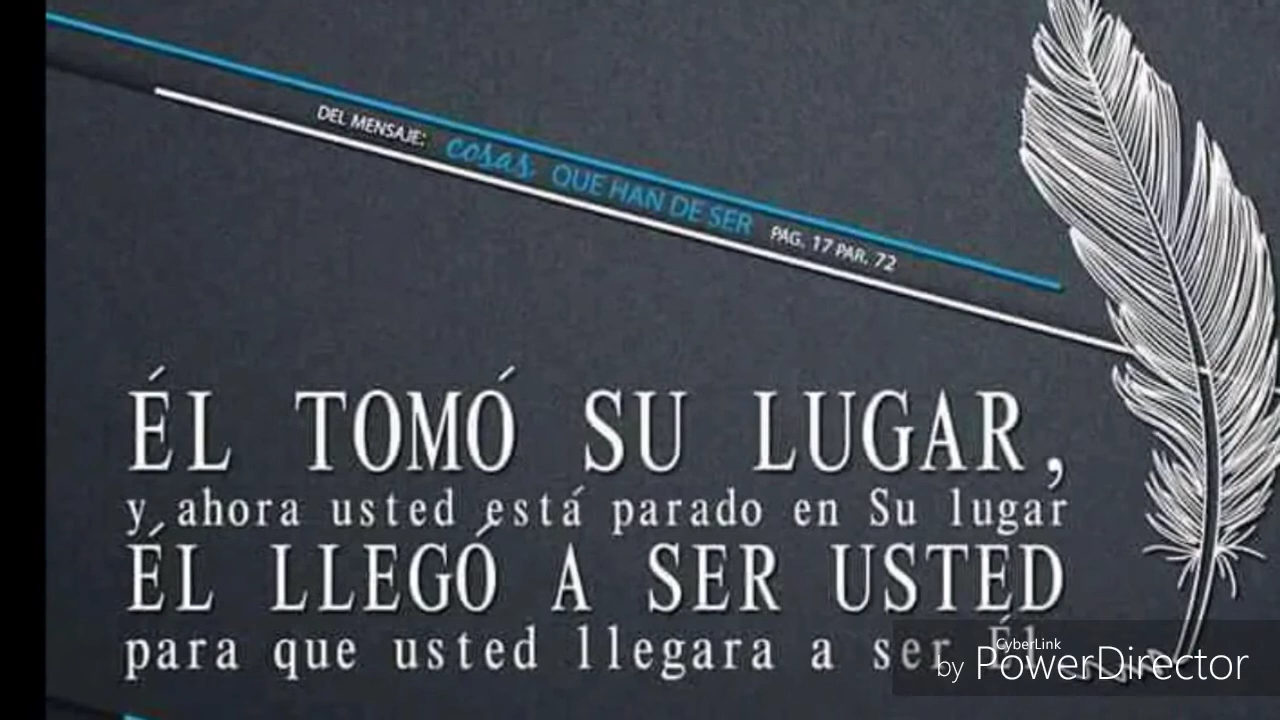 DEL MENSAJE: cosas QUE HAN DE SER PAG. 17 PAR. 72
ÉL TOMÓ SU LUGAR,
y ahora usted está parado en Su lugar
ÉL LLEGÓ A SER USTED
para que usted llegara a ser Él
CyberLink
by PowerDirector